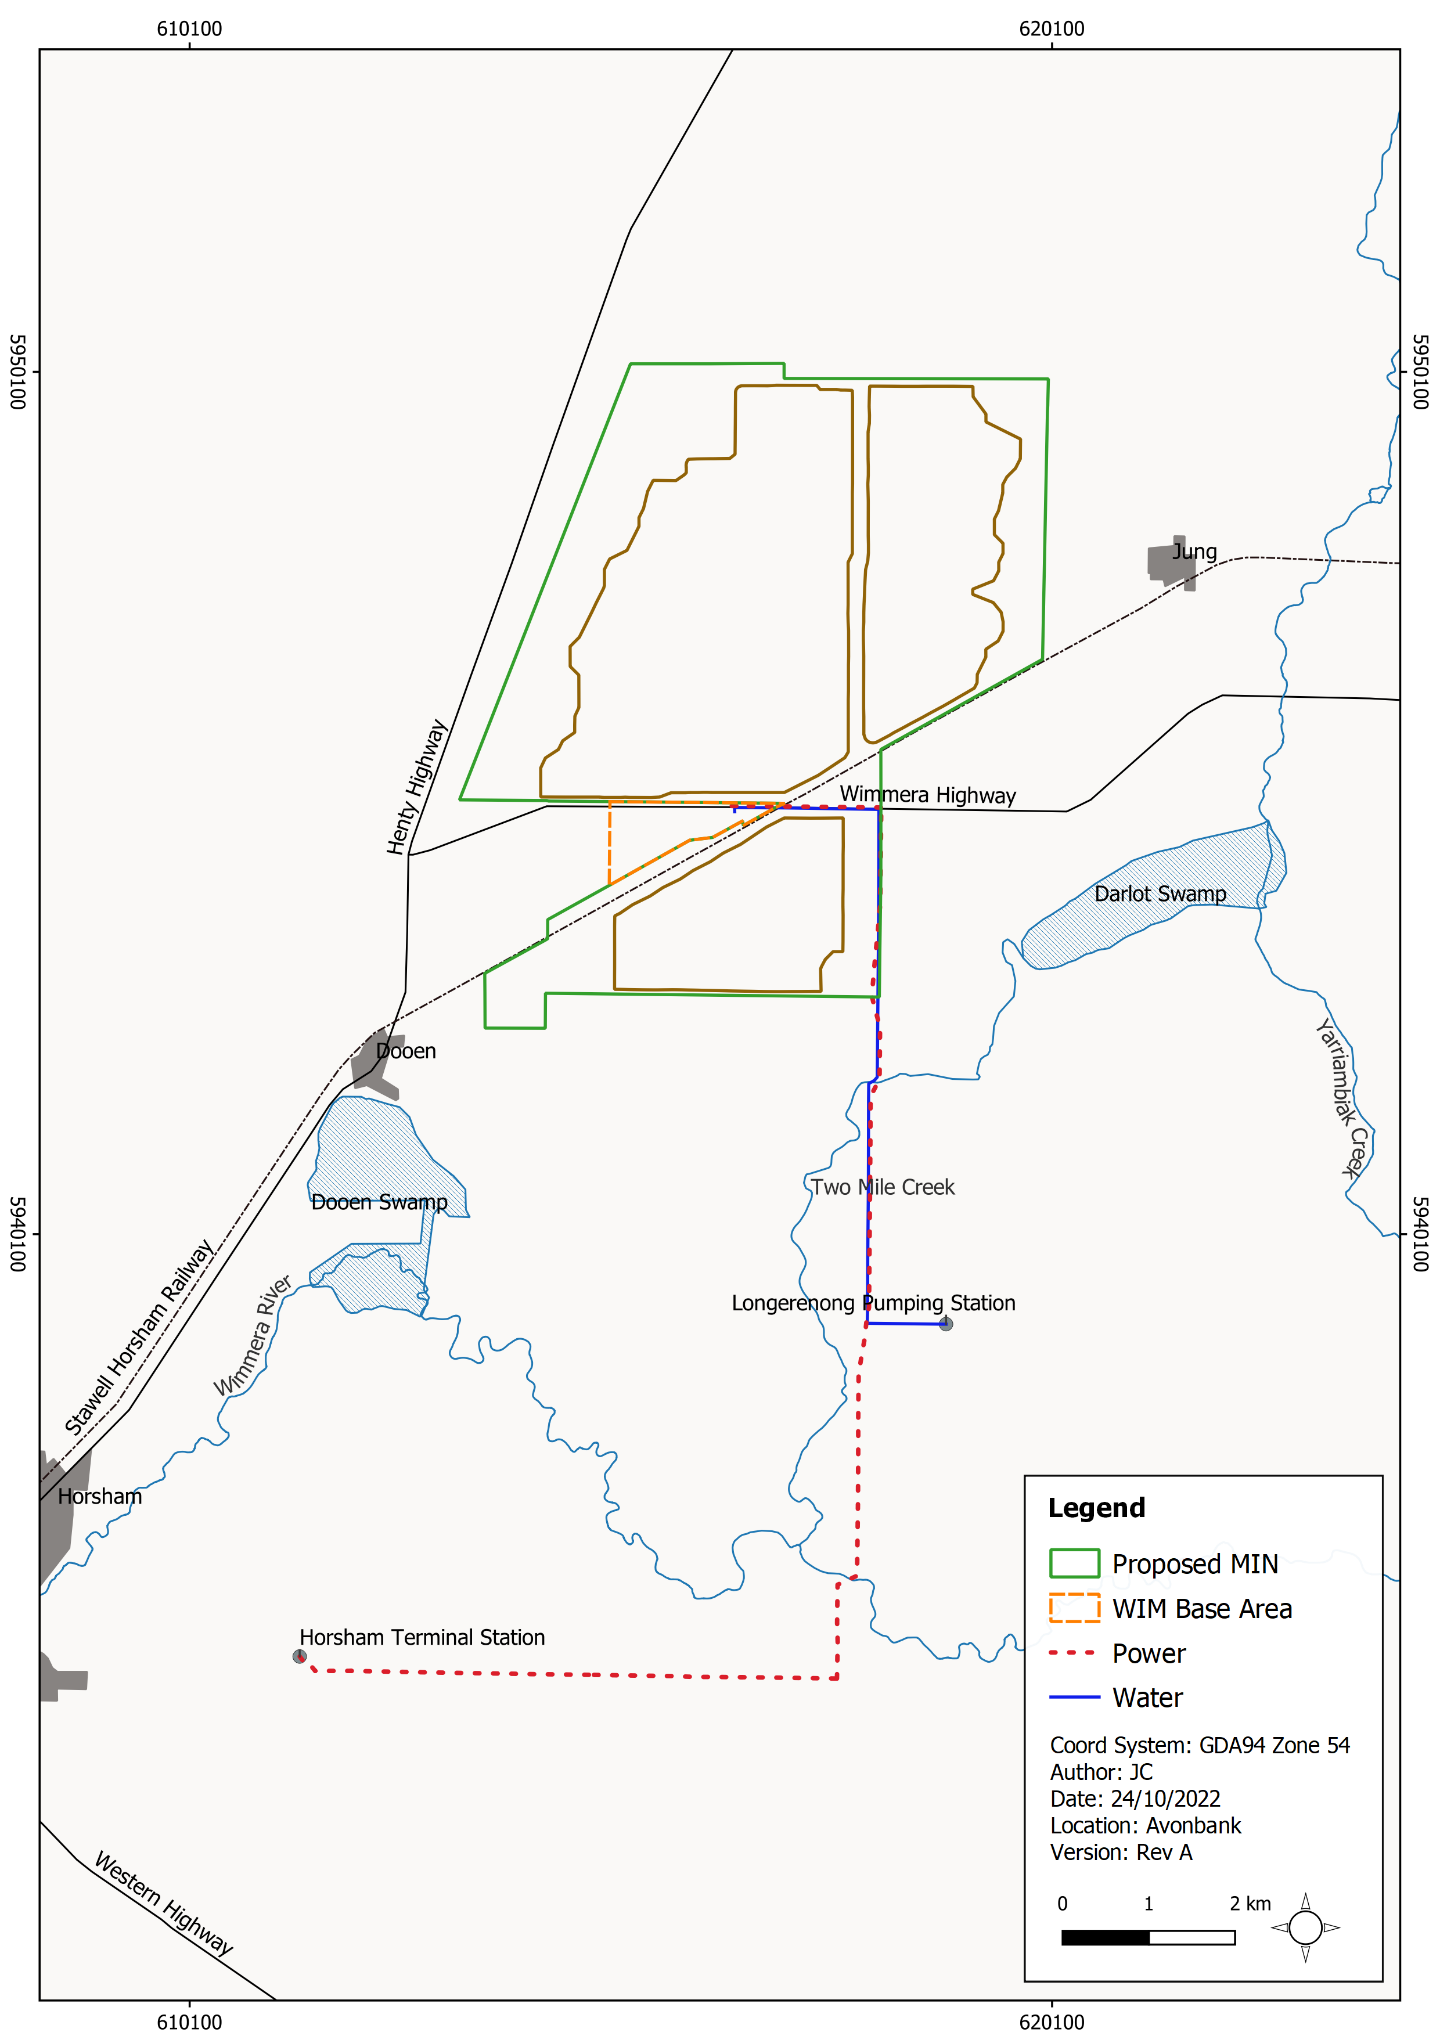 610100
620100
5950100
5950100
Jung
Henty Highway
Wimmera Highway
Darlot Swamp
Yarriambiak Creek
Dooen
Two Mile Creek
Dooen Swamp
5940100
5940100
Stawell Horsham Railway
Wimmera River
Longerenong Pumping Station
Horsham
Horsham Terminal Station
Western Highway
Legend
Proposed MIN
WIM Base Area
Power
Water
Coord System: GDA94 Zone 54
Author: JC
Date: 24/10/2022
Location: Avonbank
Version: Rev A
0 1 2 km
610100
620100